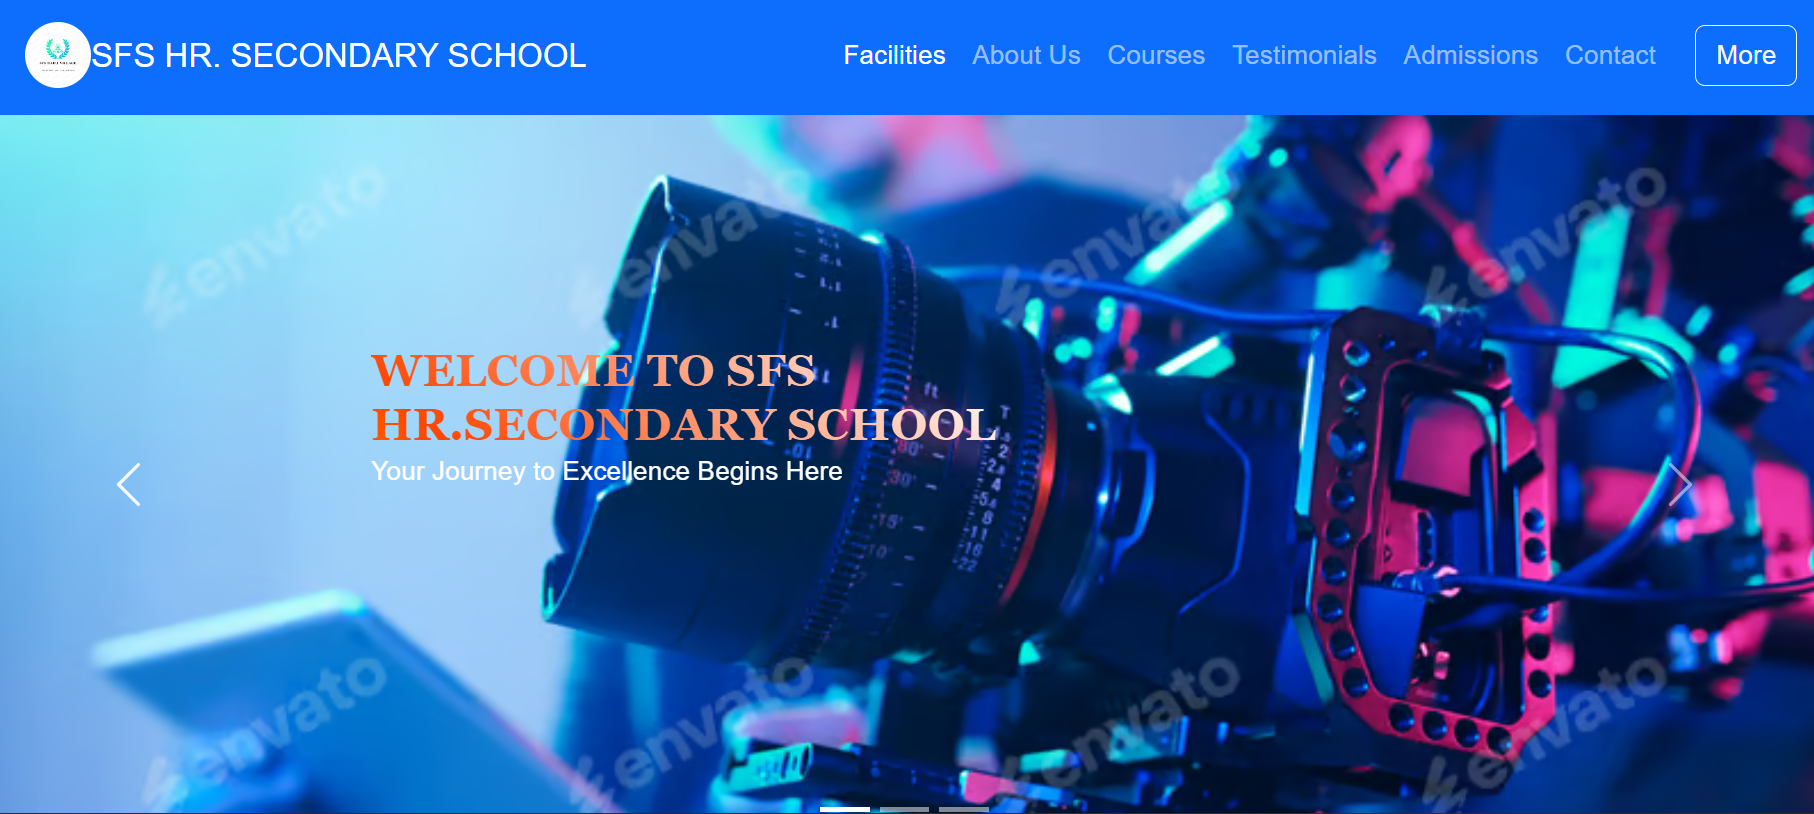 SFS HR. SECONDARY SCHOOL
Facilities About Us Courses Testimonials Admissions Contact More
envato envato envato envato
WELCOME TO SFS
HR.SECONDARY SCHOOL
Your Journey to Excellence Begins Here
envato envato envato envato